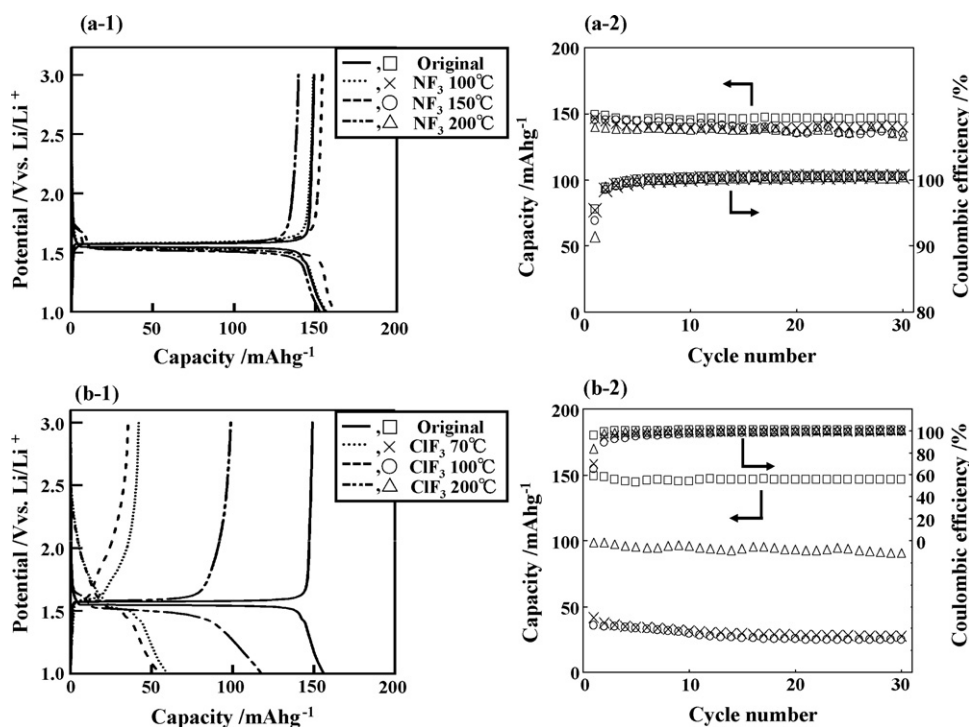 (a-1)
Potential /Vvs. Li/Li+
3.0
2.5
2.0
1.5
1.0
0
50
100
150
200
Capacity /mAhg-1
,□ Original
,× NF3 100℃
,○ NF3 150℃
,△ NF3 200℃
(a-2)
Capacity /mAhg-1
200
150
100
50
0
0
10
20
30
Cycle number
100
90
80
Coulombic efficiency /%
(b-1)
Potential /Vvs. Li/Li+
3.0
2.5
2.0
1.5
1.0
0
50
100
150
200
Capacity /mAhg-1
,□ Original
,× ClF3 70℃
,○ ClF3 100℃
,△ ClF3 200℃
(b-2)
Capacity /mAhg-1
200
150
100
50
0
0
10
20
30
Cycle number
100
80
60
40
20
0
Coulombic efficiency /%